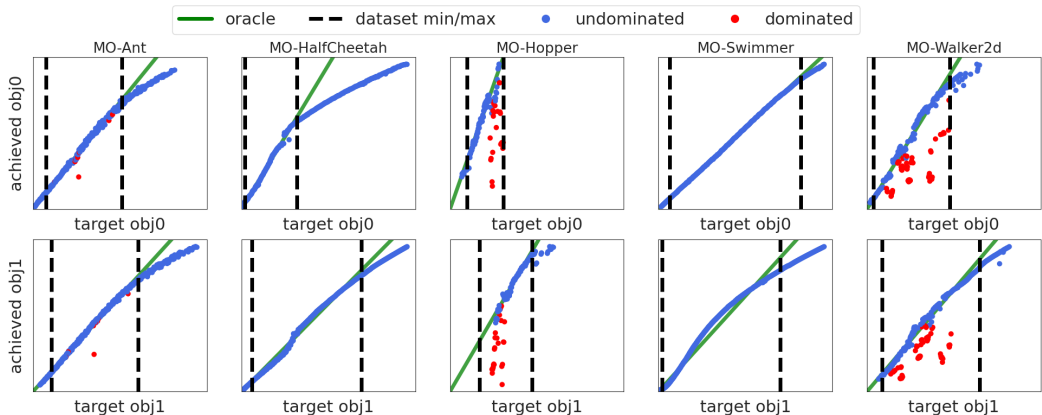 oracle dataset min/max undominated dominated
MO-Ant MO-HalfCheetah MO-Hopper MO-Swimmer MO-Walker2d
achieved obj0
target obj0 target obj0 target obj0 target obj0 target obj0
achieved obj1
target obj1 target obj1 target obj1 target obj1 target obj1